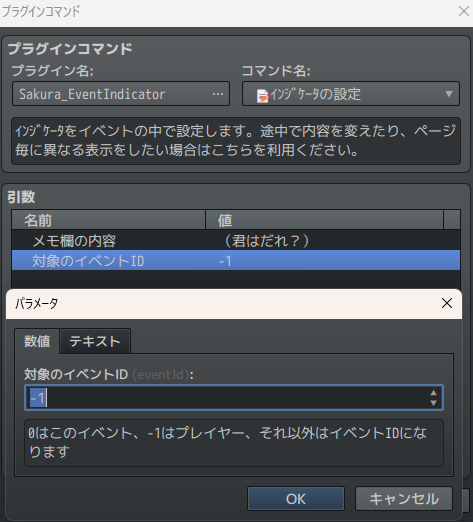 プラグインコマンド
プラグインコマンド
プラグイン名:
コマンド名:
Sakura_EventIndicator ...
ｲﾝｼﾞｹｰﾀの設定
ｲﾝｼﾞｹｰﾀをイベントの中で設定します。途中で内容を変えたり、ページ
毎に異なる表示をしたい場合はこちらを利用ください。
引数
名前 値
メモ欄の内容 （君はだれ？）
対象のイベントID -1
パラメータ
数値 テキスト
対象のイベントID (eventId):
-1
0はこのイベント、-1はプレイヤー、それ以外はイベントIDにな
ります
OK キャンセル